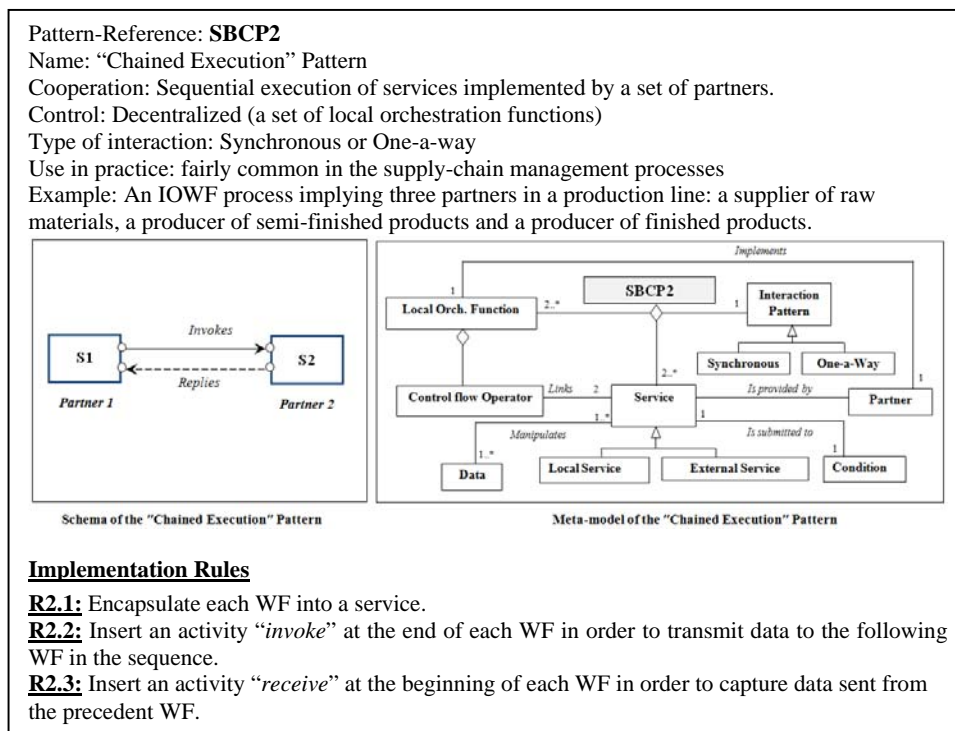 Pattern-Reference: SBCP2
Name: “Chained Execution” Pattern
Cooperation: Sequential execution of services implemented by a set of partners.
Control: Decentralized (a set of local orchestration functions)
Type of interaction: Synchronous or One-a-way
Use in practice: fairly common in the supply-chain management processes
Example: An IOWF process implying three partners in a production line: a supplier of raw
materials, a producer of semi-finished products and a producer of finished products.
Invokes
S1
S2
Replies
Partner 1
Partner 2
Schema of the "Chained Execution" Pattern
Implements
1
Local Orch. Function
2..*
SBCP2
1
Interaction
Pattern
Synchronous
One-a-Way
1
2..*
Control flow Operator
Links
2
Service
Is provided by
Partner
1..*
1
Manipulates
Is submitted to
1..*
1
Data
Local Service
External Service
Condition
Meta-model of the "Chained Execution" Pattern
Implementation Rules
R2.1: Encapsulate each WF into a service.
R2.2: Insert an activity “invoke” at the end of each WF in order to transmit data to the following
WF in the sequence.
R2.3: Insert an activity “receive” at the beginning of each WF in order to capture data sent from
the precedent WF.